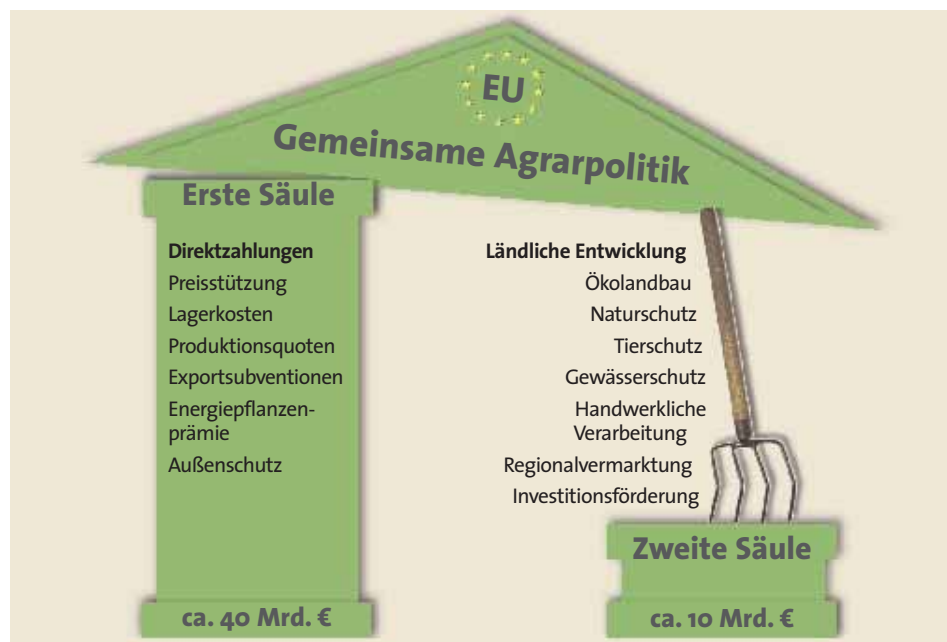 EU
Gemeinsame Agrarpolitik
Erste Säule
Direktzahlungen
Preisstützung
Lagerkosten
Produktionsquoten
Exportsubventionen
Energiepflanzen-
prämie
Außenschutz
ca. 40 Mrd. €
Ländliche Entwicklung
Ökolandbau
Naturschutz
Tierschutz
Gewässerschutz
Handwerkliche
Verarbeitung
Regionalvermarktung
Investitionsförderung
Zweite Säule
ca. 10 Mrd. €